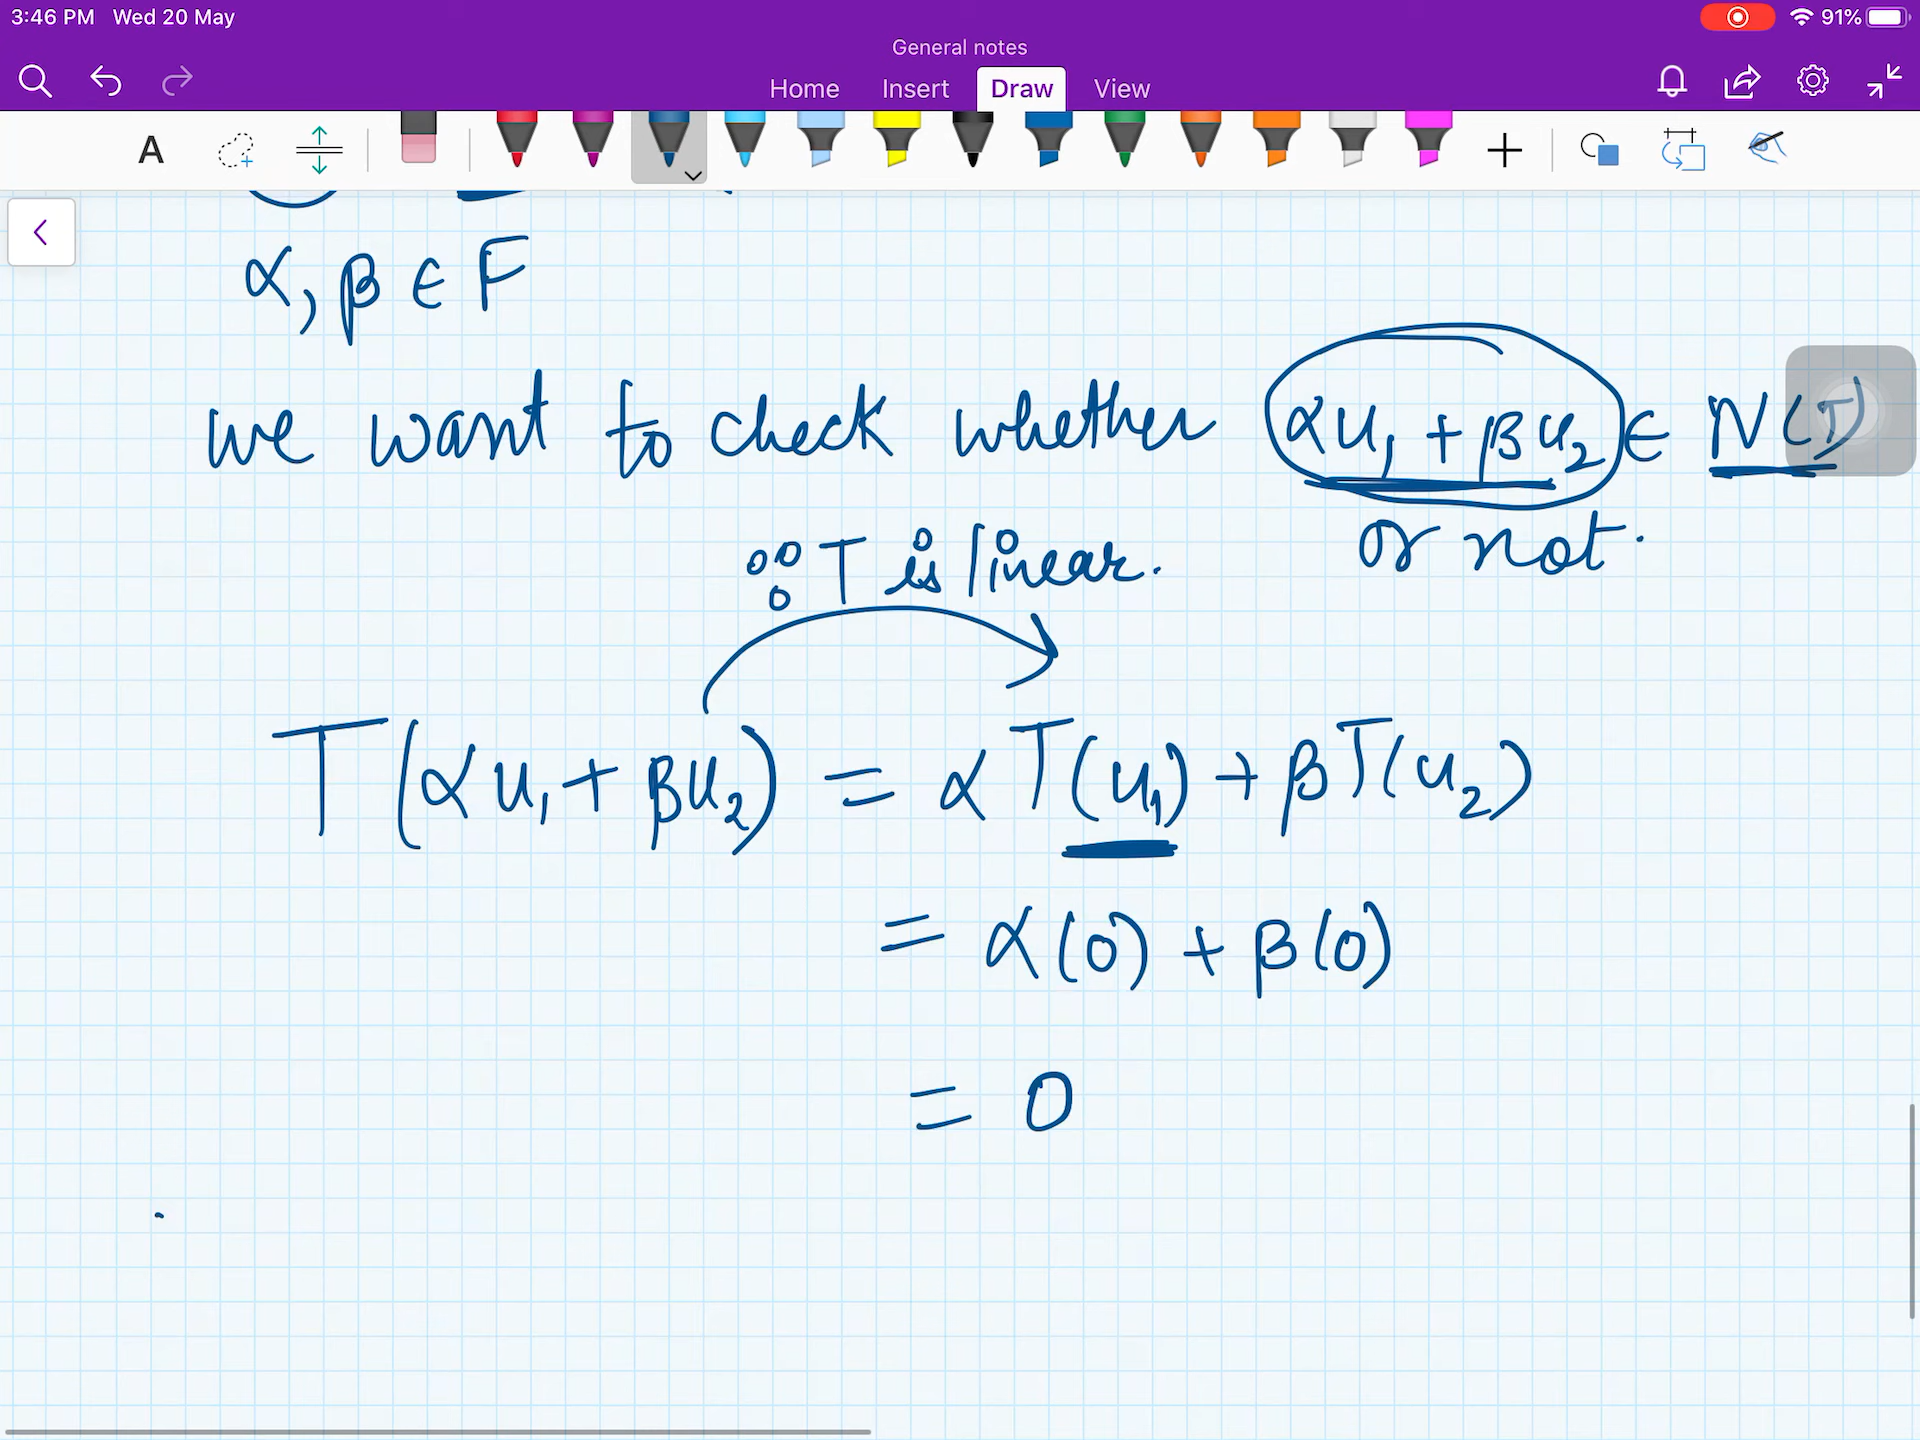 3:46 PM Wed 20 May 91%
General notes
Home Insert Draw View
A
α, β ∈ F
we want to check whether αu₁ + βu₂ ∈ N(T)
or not.
∵ T is linear.
T(αu₁ + βu₂) = αT(u₁) + βT(u₂)
= α(0) + β(0)
= 0